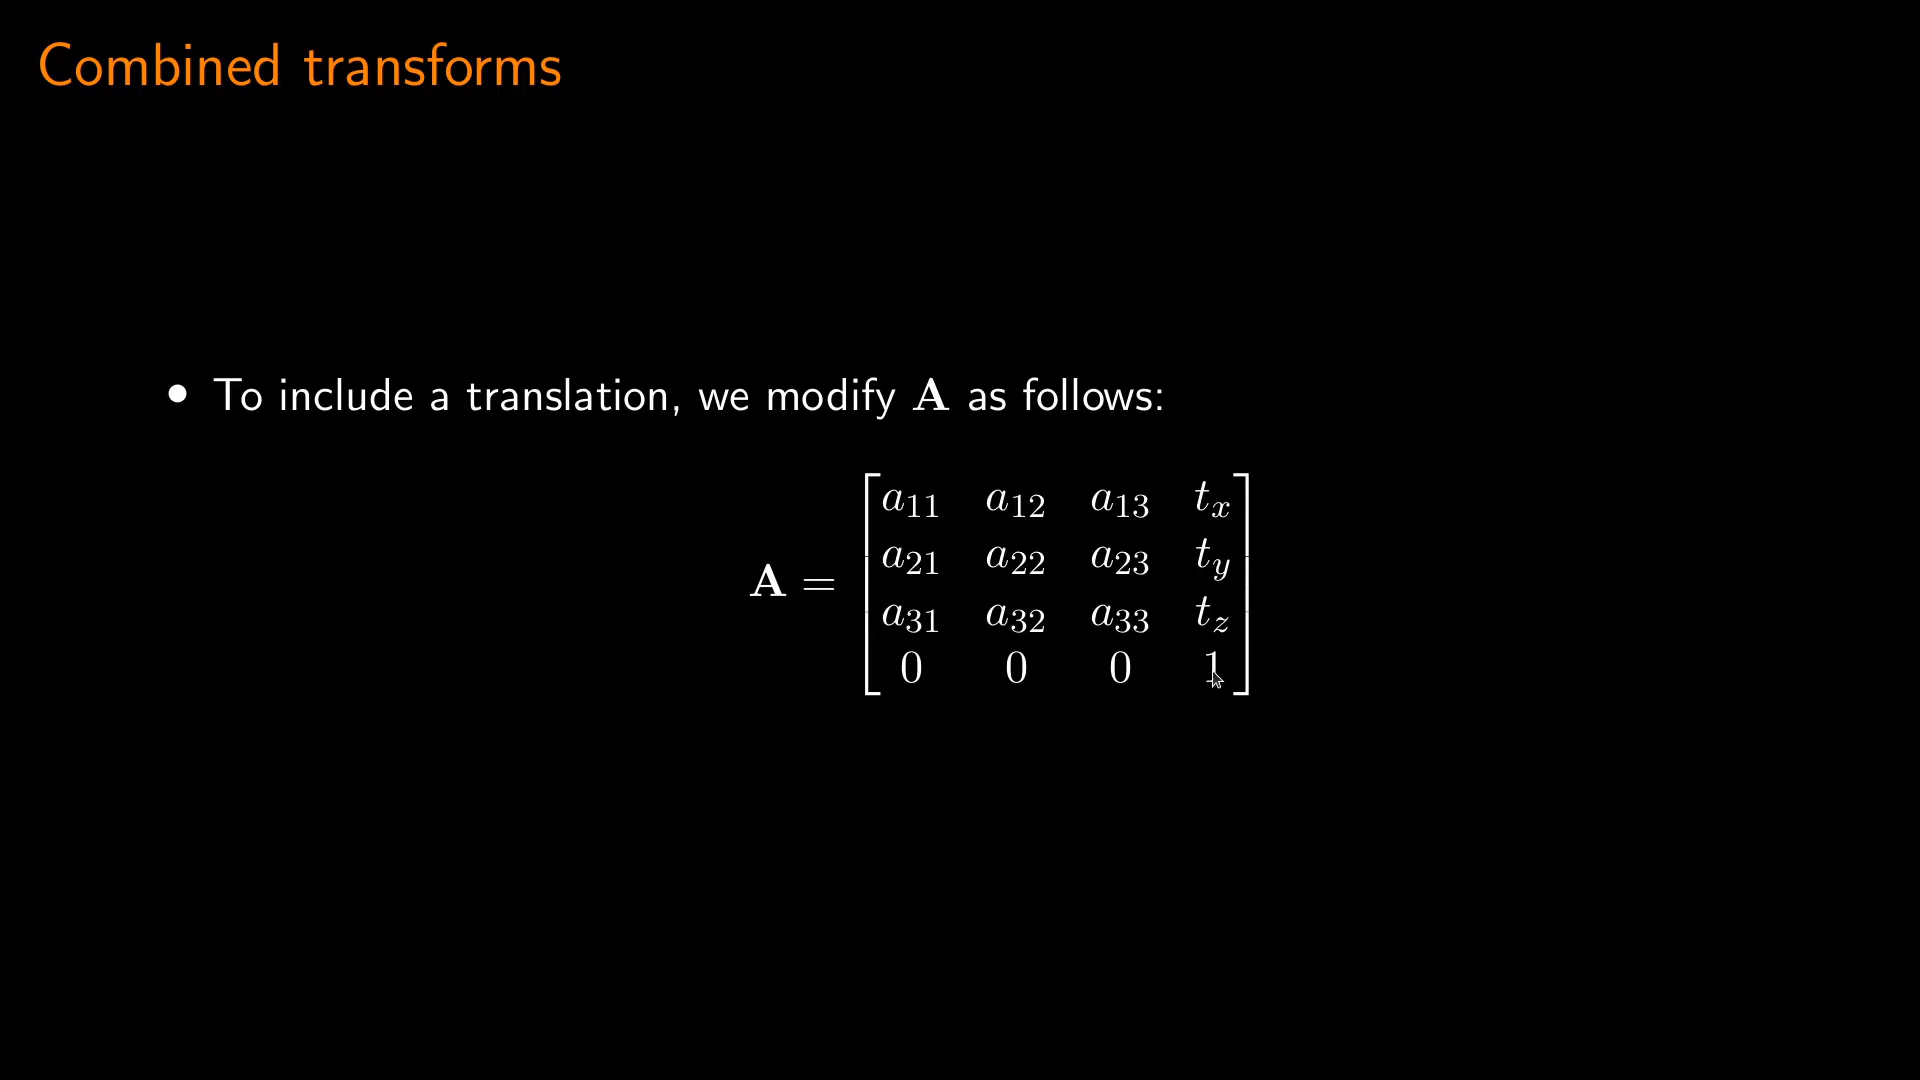 Combined transforms
• To include a translation, we modify A as follows:
a₁₁ a₁₂ a₁₃ tₓ
a₂₁ a₂₂ a₂₃ t_y
A =
a₃₁ a₃₂ a₃₃ t_z
0 0 0 1